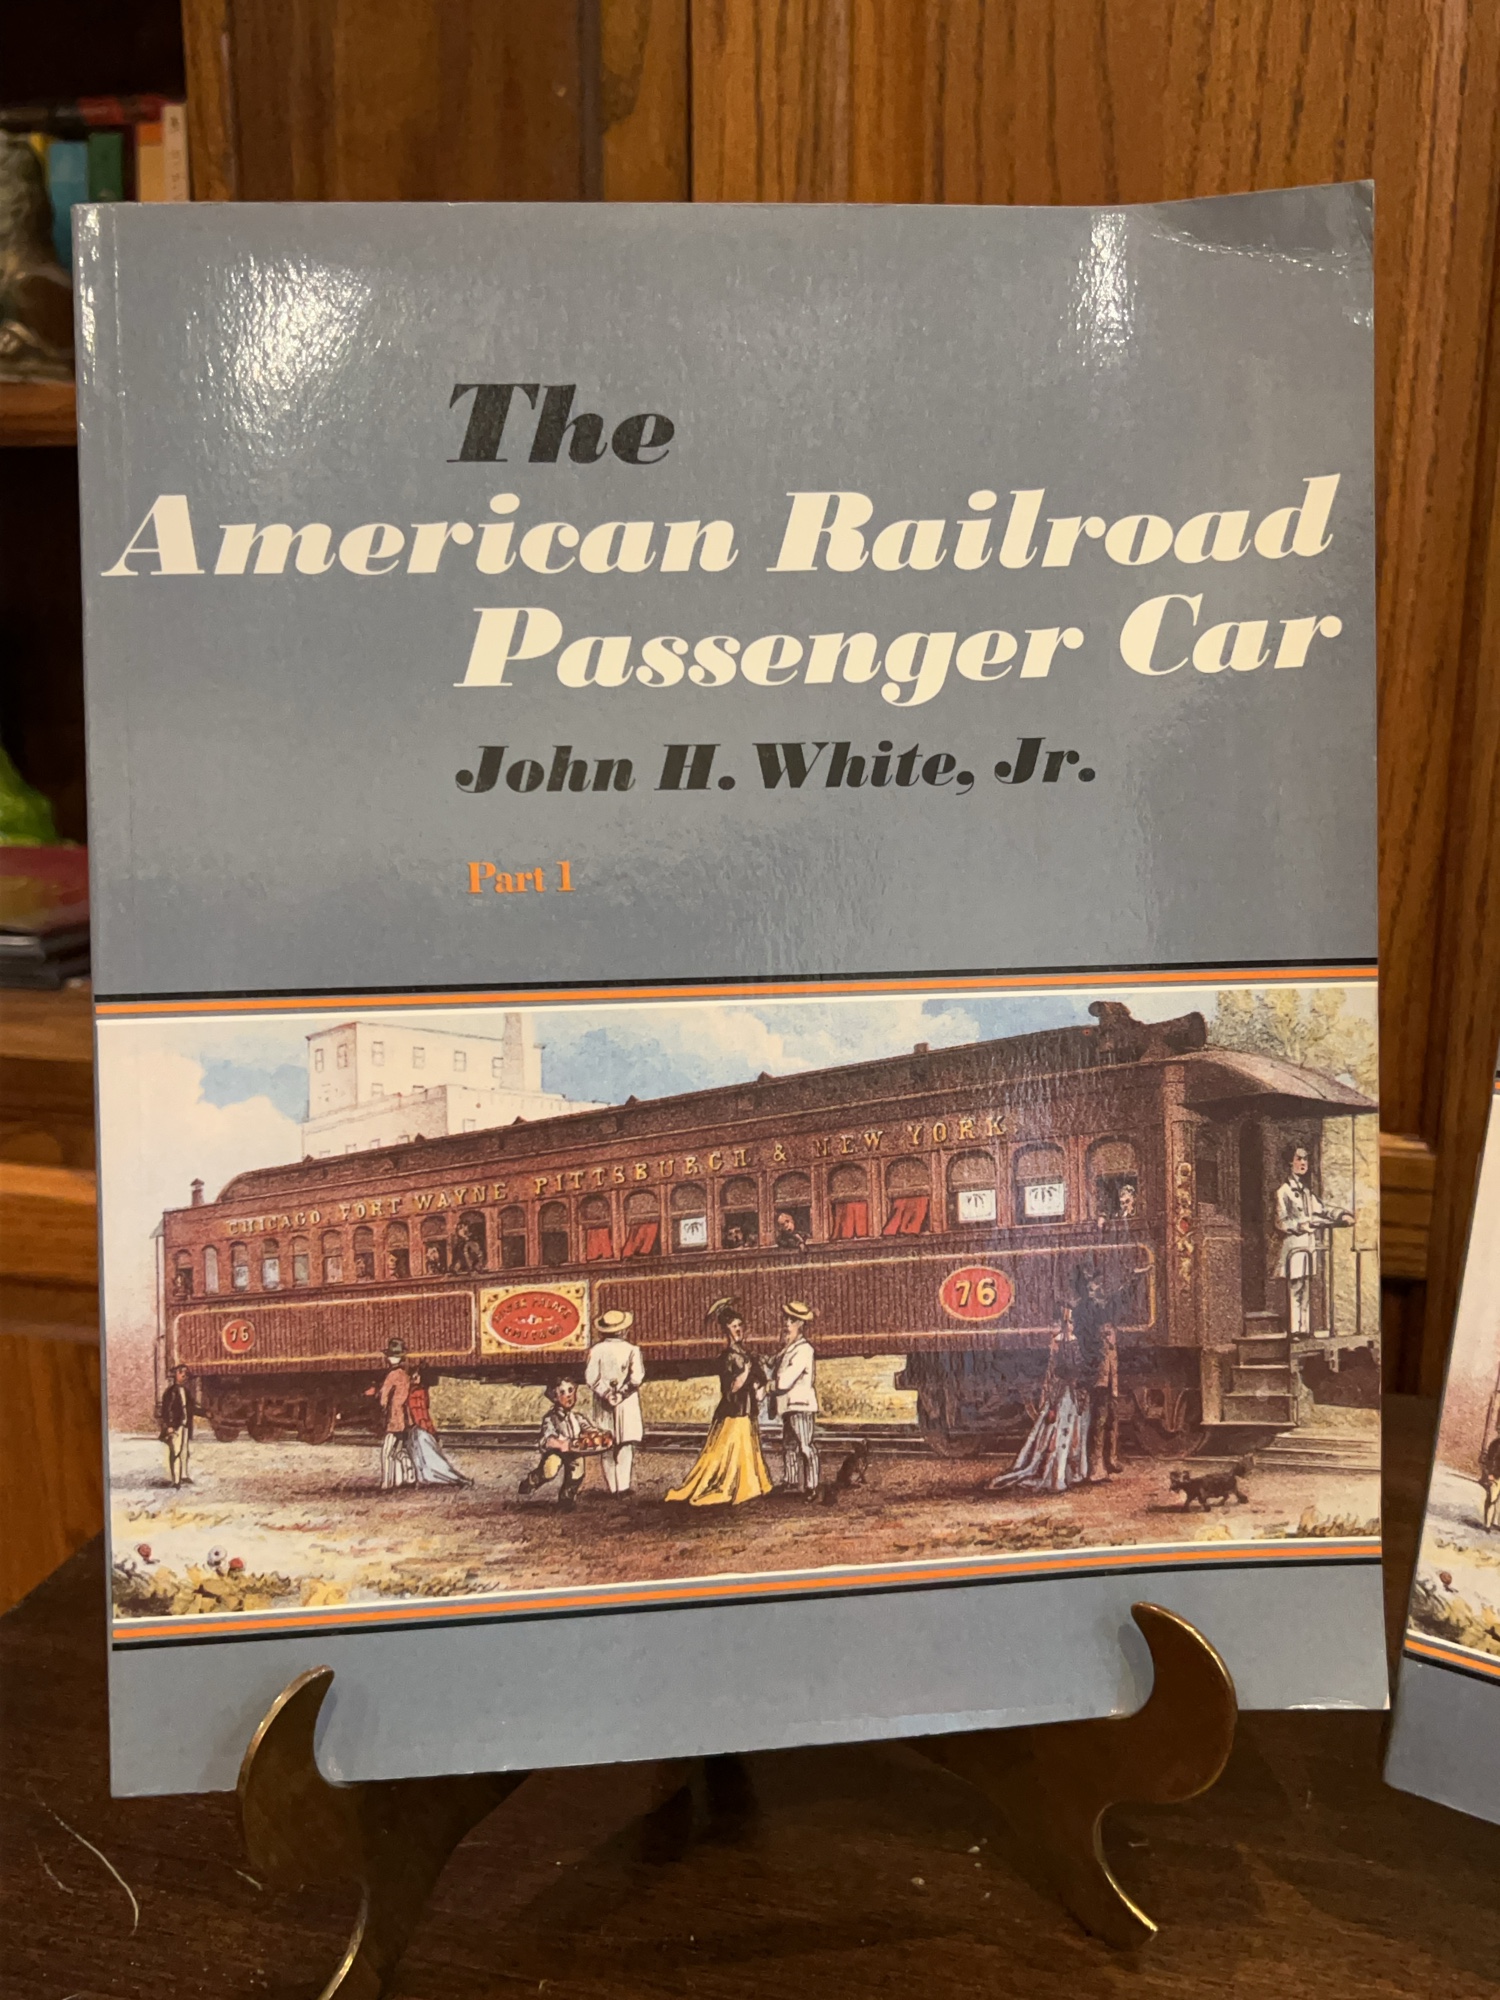 The
American Railroad
Passenger Car
John H. White, Jr.
Part 1
CHICAGO, FORT WAYNE PITTSBURGH & NEW YORK.
76
76